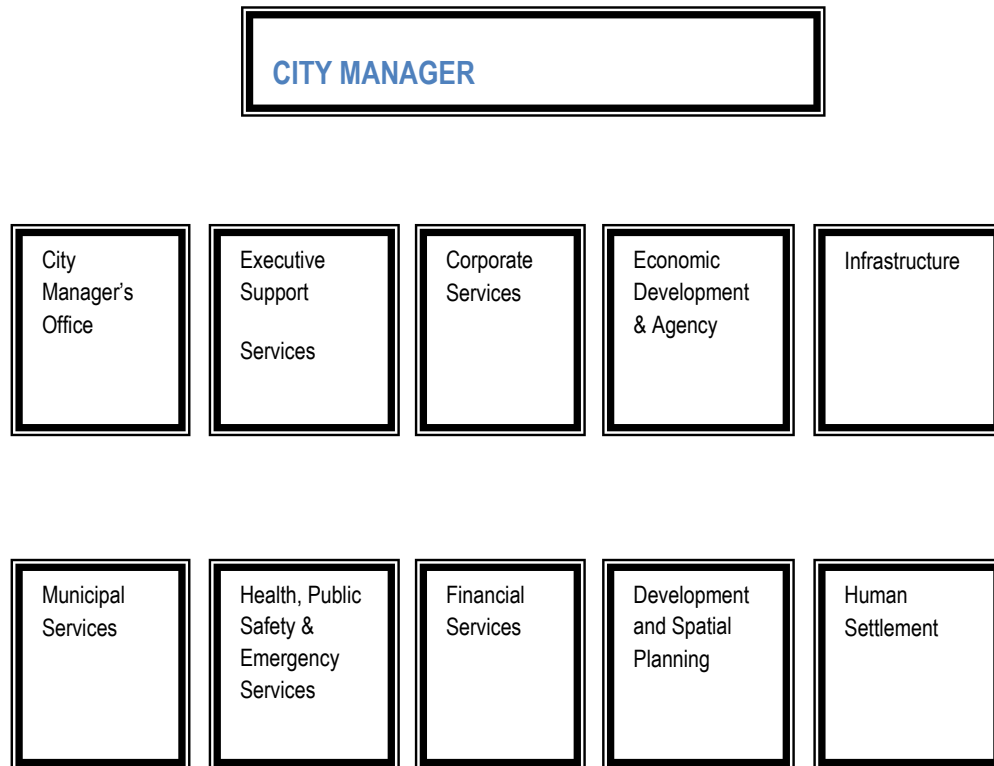 CITY MANAGER
City
Manager’s
Office
Executive
Support
Services
Corporate
Services
Economic
Development
& Agency
Infrastructure
Municipal
Services
Health, Public
Safety &
Emergency
Services
Financial
Services
Development
and Spatial
Planning
Human
Settlement